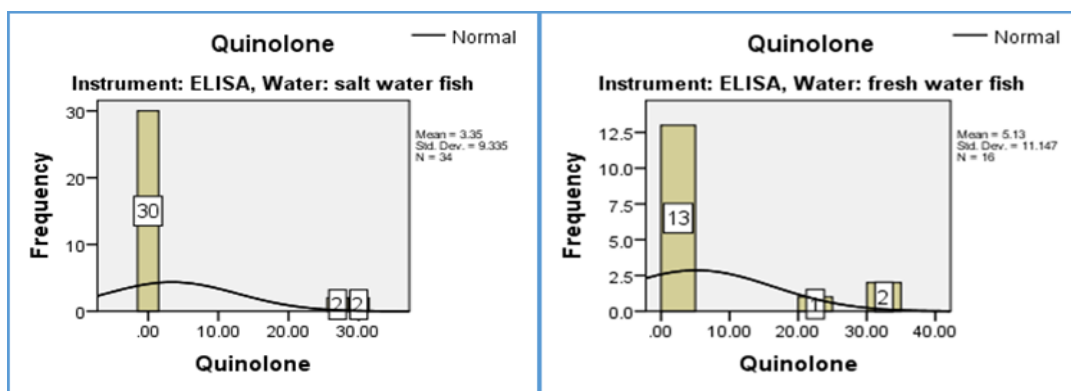 Quinolone
Normal
Instrument: ELISA, Water: salt water fish
Mean = 3.35
Std. Dev. = 9.335
N = 34
Frequency
30
20
10
0
30
2
2
.00
10.00
20.00
30.00
Quinolone
Quinolone
Normal
Instrument: ELISA, Water: fresh water fish
Mean = 5.13
Std. Dev. = 11.147
N = 16
Frequency
12.5
10.0
7.5
5.0
2.5
0.0
13
1
2
.00
10.00
20.00
30.00
40.00
Quinolone